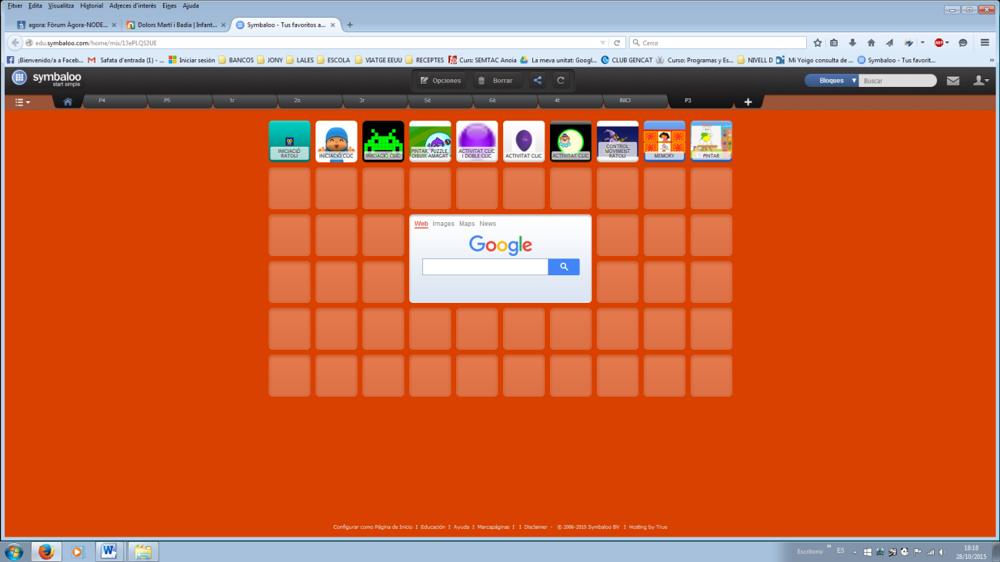 Fitxer Edita Visualitza Historial Adreces d'interès Eines Ajuda
agora: Fòrum Àgora-NODE... Dolors Martí i Badia | Infant... Symbaloo - Tus favoritos a...
edu.symbaloo.com/home/mix/13ePLQS3UE Cerca
¡Bienvenido/a a Faceb... Safata d'entrada (1) - ... Iniciar sesión BANCOS JONY LALES ESCOLA VIATGE EEUU RECEPTES Curs: SEMTAC Anoia La meva unitat: Googl... CLUB GENCAT Curso: Programas y Es... NIVELL D Mi Yoigo consulta de ... Symbaloo - Tus favorit...
symbaloo
start simple
Opciones Borrar Bloques Buscar
P4 P5 1r 2n 3r 5è 6è 4t INICI P3
INICIACIÓ RATOLÍ
INICIACIÓ CLIC
INICIACIÓ CLIC
PINTAR, PUZZLE, DIBUIX AMAGAT
ACTIVITAT CLIC I DOBLE CLIC
ACTIVITAT CLIC
ACTIVITAT CLIC
CONTROL MOVIMENT RATOLÍ
MEMORY
PINTAR
Web Images Maps News
Google
Configurar como Página de Inicio I Educación I Ayuda I Marcapáginas I I Disclaimer - © 2006-2015 Symbaloo BV I Hosting by True
Escritorio » ES 18:18
28/10/2015